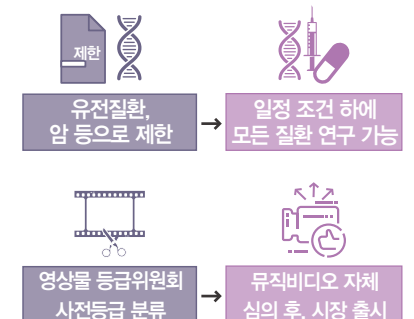 제한
유전질환,
암 등으로 제한
→
일정 조건 하에
모든 질환 연구 가능
영상물 등급위원회
사전등급 분류
→
뮤직비디오 자체
심의 후, 시장 출시